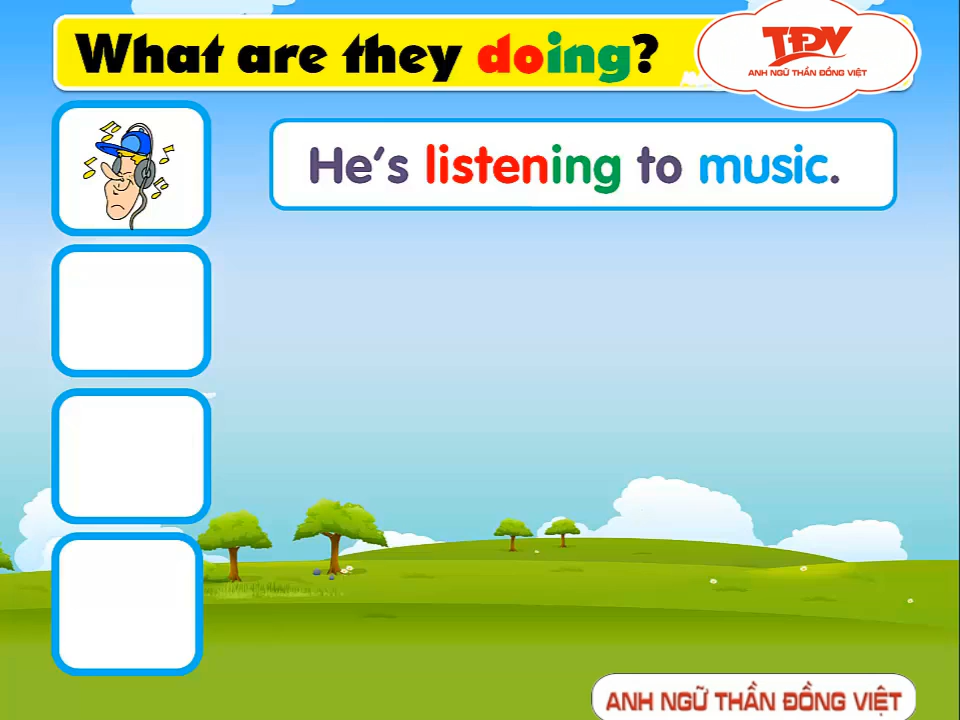 What are they doing?
TĐV
ANH NGỮ THẦN ĐỒNG VIỆT
He's listening to music.
ANH NGỮ THẦN ĐỒNG VIỆT